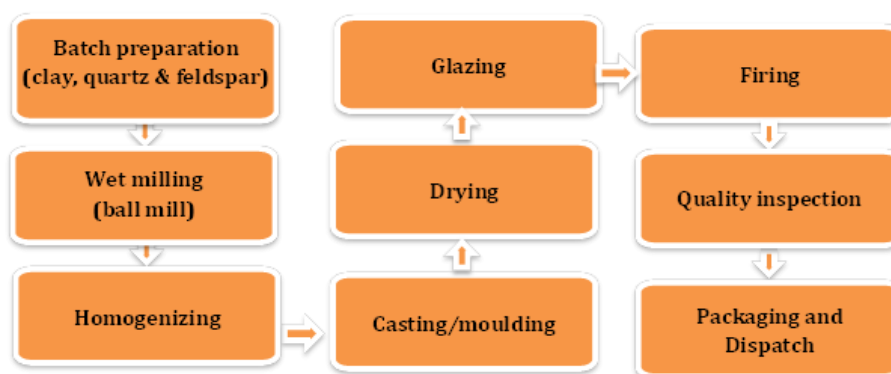 Batch preparation
(clay, quartz & feldspar)
Wet milling
(ball mill)
Homogenizing
Casting/moulding
Drying
Glazing
Firing
Quality inspection
Packaging and
Dispatch